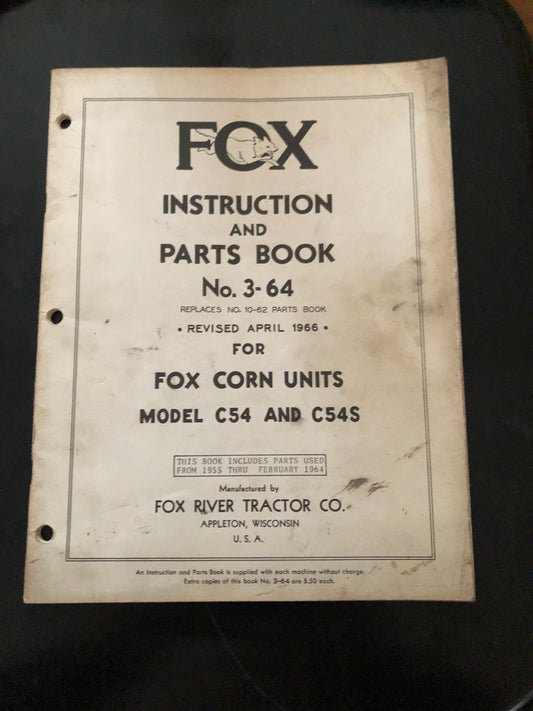 FOX
INSTRUCTION
AND
PARTS BOOK
No. 3-64
REPLACES NO. 10-62 PARTS BOOK
• REVISED APRIL 1966 •
FOR
FOX CORN UNITS
MODEL C54 AND C54S
THIS BOOK INCLUDES PARTS USED
FROM 1955 THRU FEBRUARY 1964
Manufactured by
FOX RIVER TRACTOR CO.
APPLETON, WISCONSIN
U. S. A.
An Instruction and Parts Book is supplied with each machine without charge.
Extra copies of this book No. 3-64 are $.50 each.